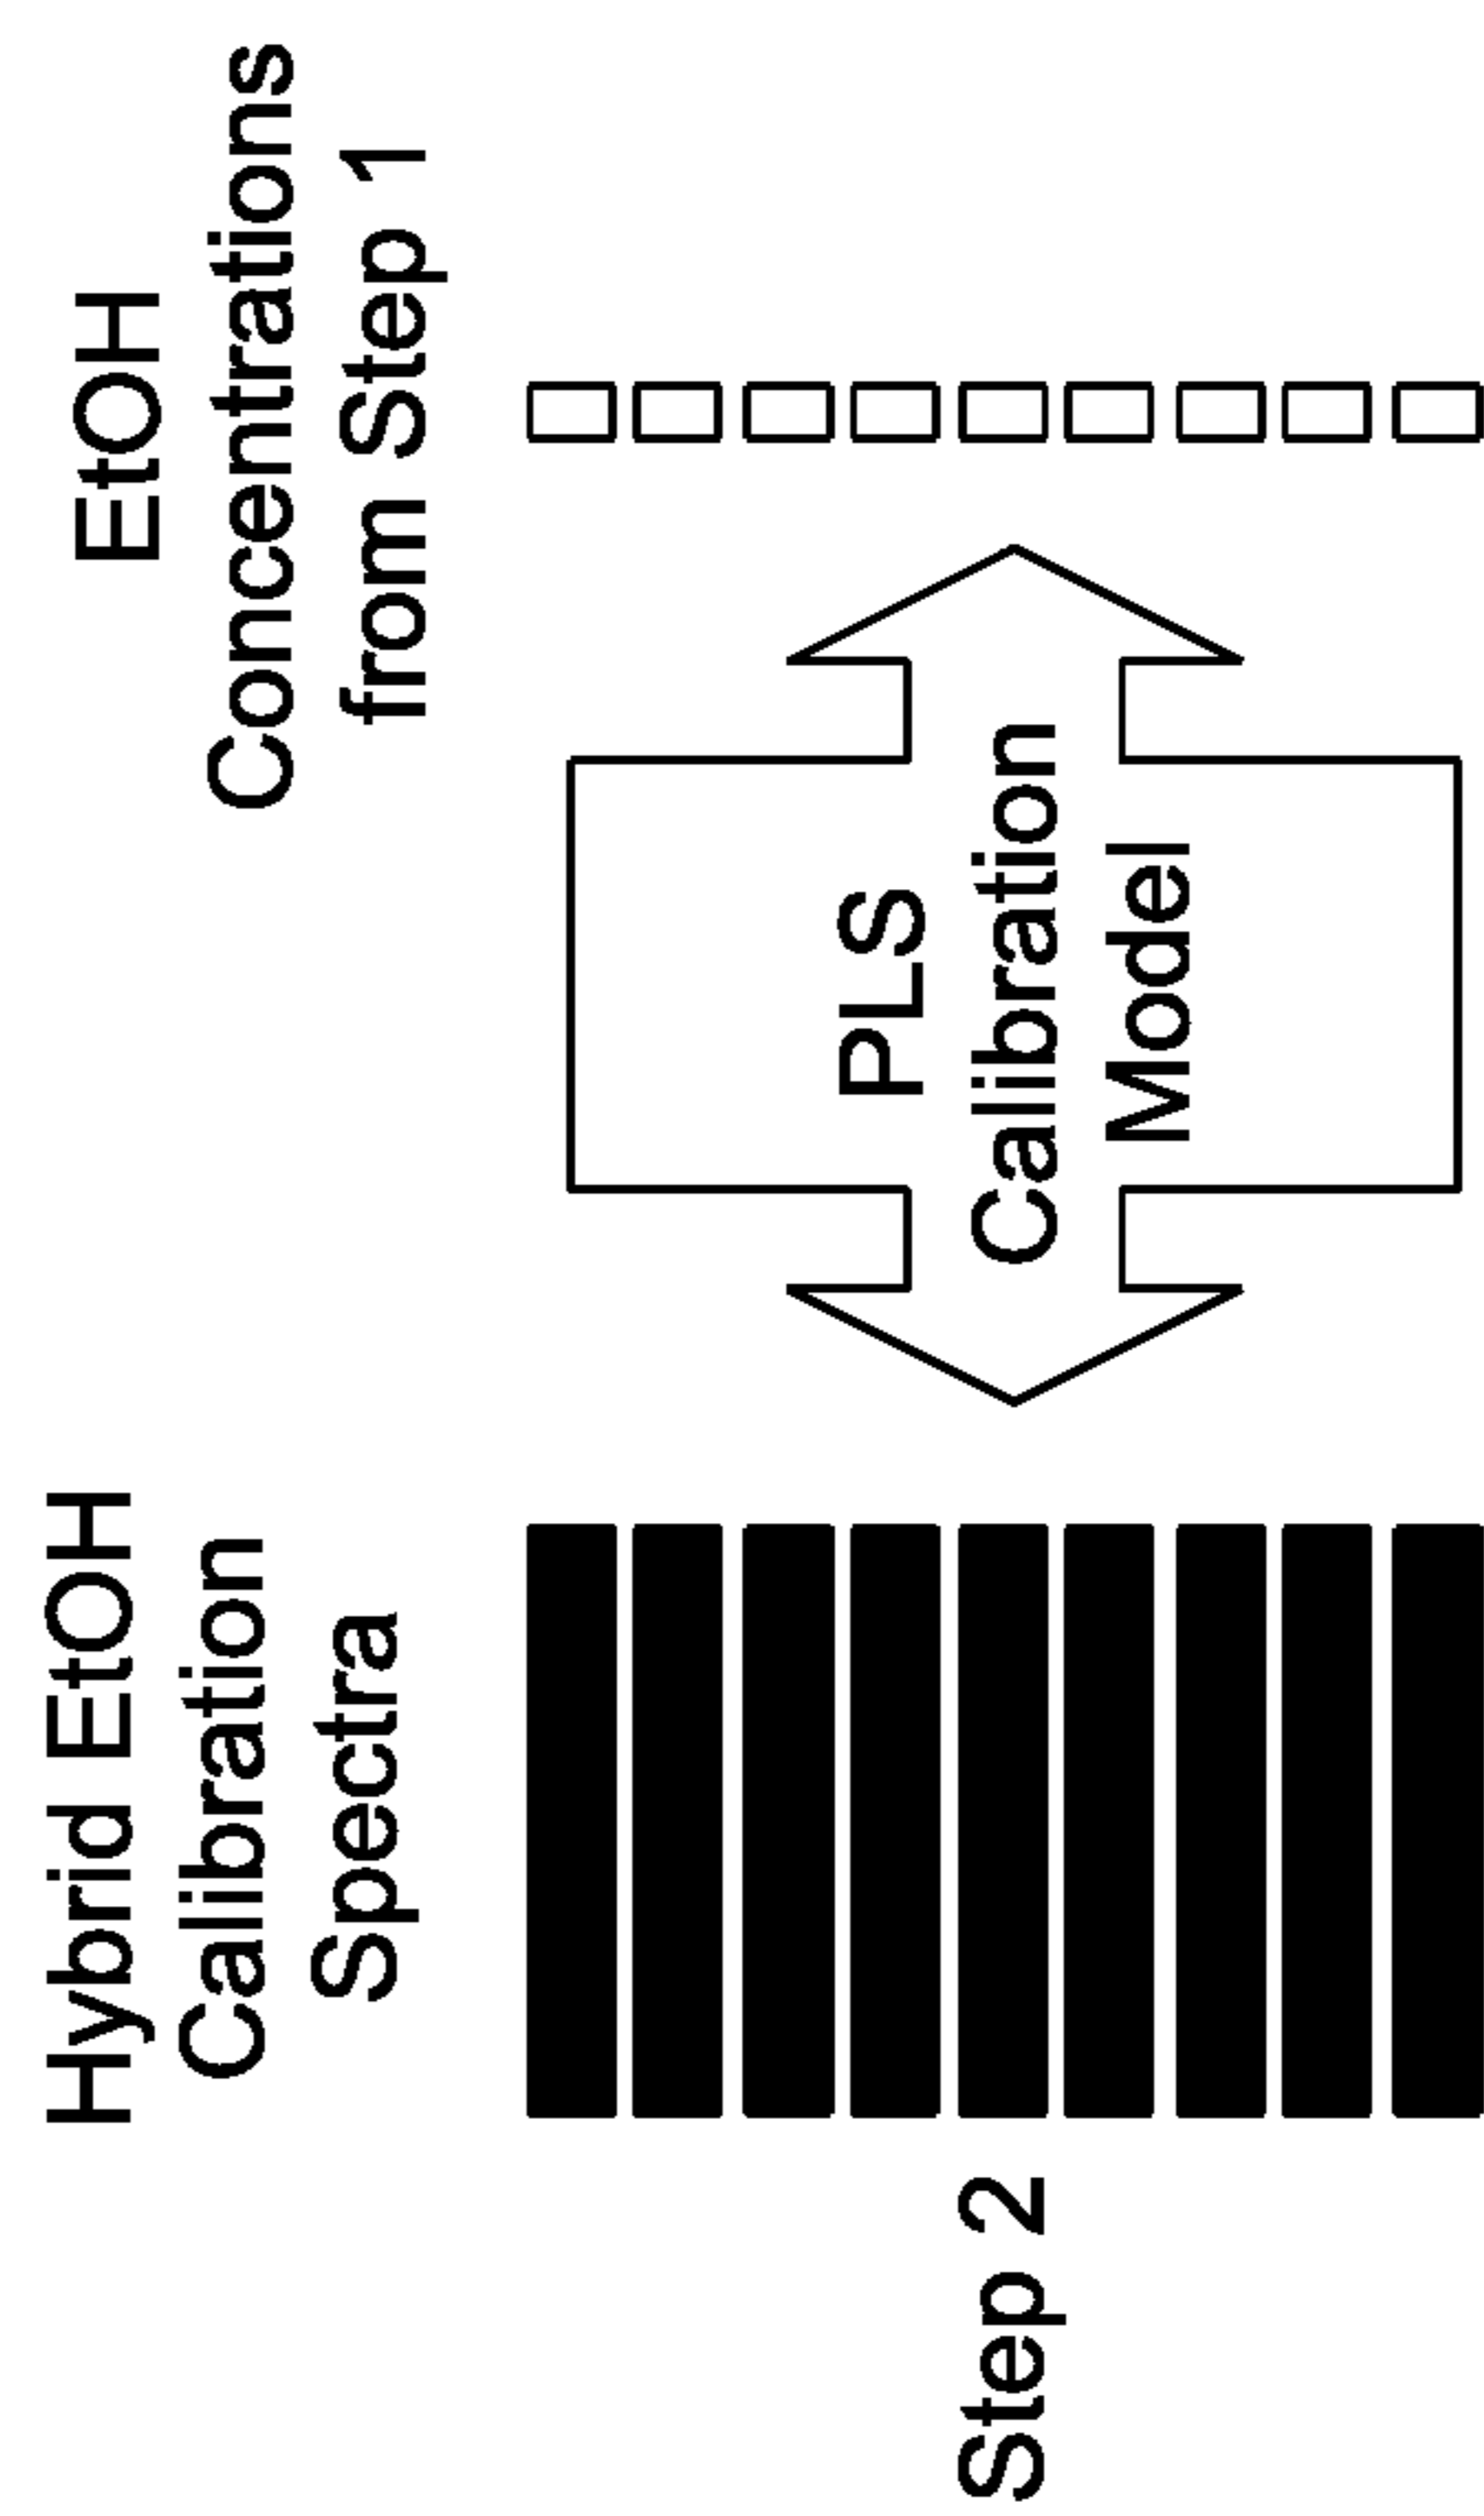 Hybrid EtOH
Calibration
Spectra
EtOH
Concentrations
from Step 1
Step 2
PLS
Calibration
Model